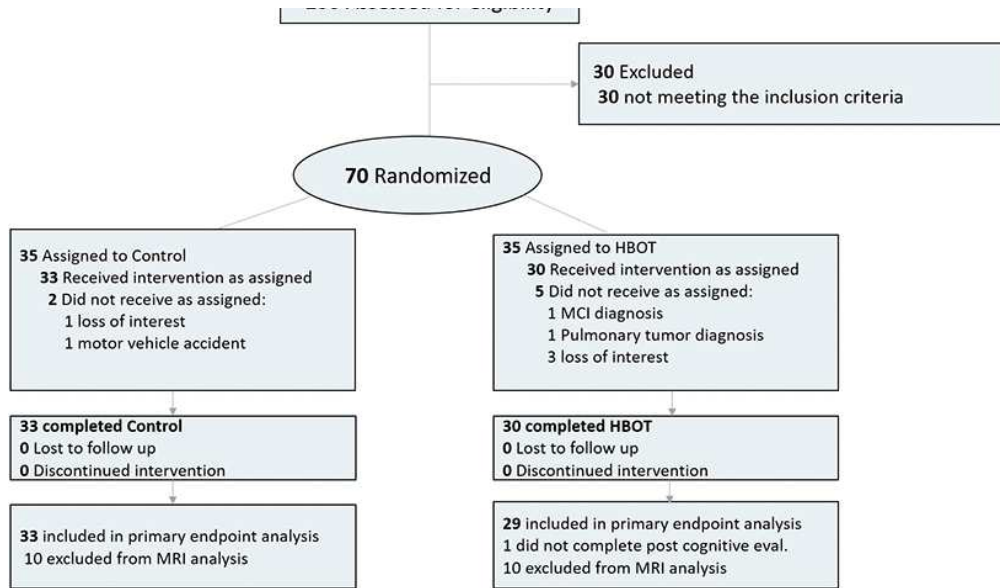 30 Excluded
30 not meeting the inclusion criteria
70 Randomized
35 Assigned to Control
33 Received intervention as assigned
2 Did not receive as assigned:
1 loss of interest
1 motor vehicle accident
35 Assigned to HBOT
30 Received intervention as assigned
5 Did not receive as assigned:
1 MCI diagnosis
1 Pulmonary tumor diagnosis
3 loss of interest
33 completed Control
0 Lost to follow up
0 Discontinued intervention
30 completed HBOT
0 Lost to follow up
0 Discontinued intervention
33 included in primary endpoint analysis
10 excluded from MRI analysis
29 included in primary endpoint analysis
1 did not complete post cognitive eval.
10 excluded from MRI analysis